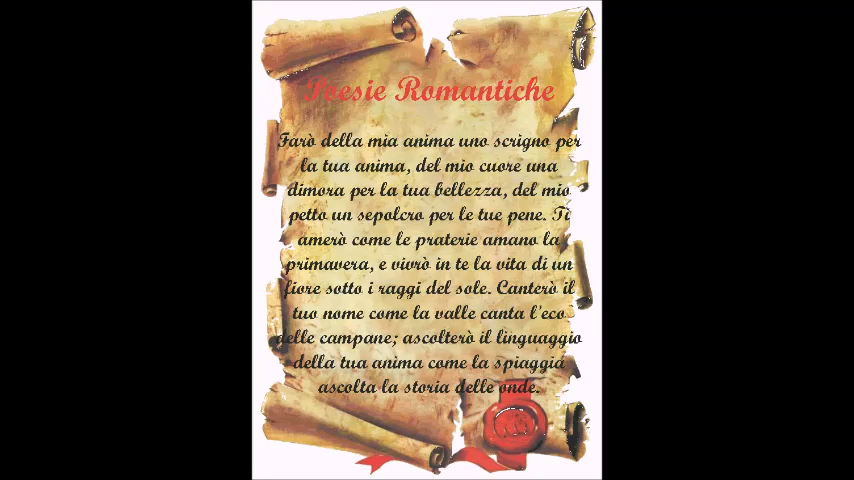 Poesie Romantiche
Farò della mia anima uno scrigno per
la tua anima, del mio cuore una
dimora per la tua bellezza, del mio
petto un sepolcro per le tue pene. Ti
amerò come le praterie amano la
primavera, e vivrò in te la vita di un
fiore sotto i raggi del sole. Canterò il
tuo nome come la valle canta l'eco
delle campane; ascolterò il linguaggio
della tua anima come la spiaggia
ascolta la storia delle onde.